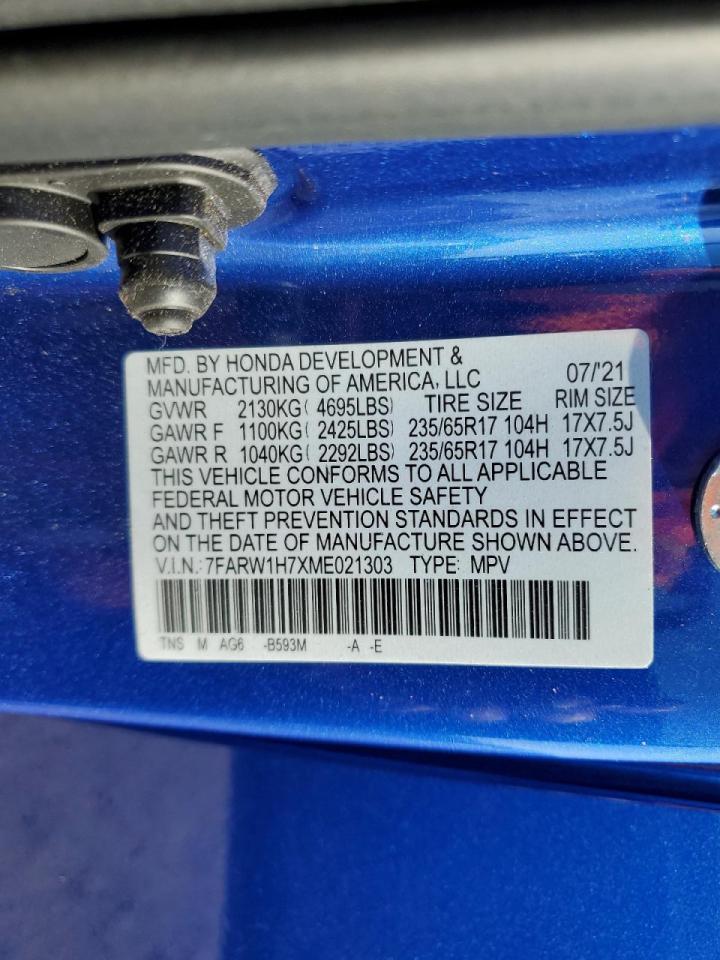 MFD. BY HONDA DEVELOPMENT &
MANUFACTURING OF AMERICA, LLC 07/'21
GVWR 2130KG( 4695LBS) TIRE SIZE RIM SIZE
GAWR F 1100KG( 2425LBS) 235/65R17 104H 17X7.5J
GAWR R 1040KG( 2292LBS) 235/65R17 104H 17X7.5J
THIS VEHICLE CONFORMS TO ALL APPLICABLE
FEDERAL MOTOR VEHICLE SAFETY
AND THEFT PREVENTION STANDARDS IN EFFECT
ON THE DATE OF MANUFACTURE SHOWN ABOVE.
V.I.N.: 7FARW1H7XME021303 TYPE: MPV
TNS M AG6 -B593M -A -E